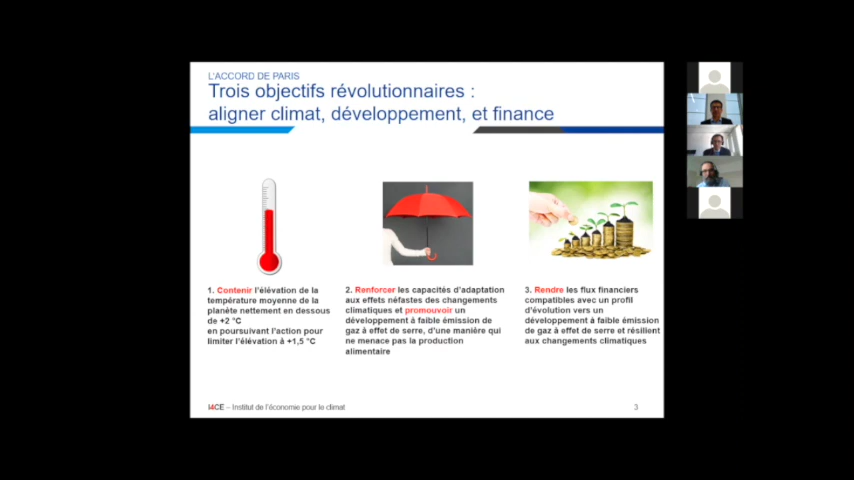 L'ACCORD DE PARIS
Trois objectifs révolutionnaires :
aligner climat, développement, et finance
1. Contenir l'élévation de la
température moyenne de la
planète nettement en dessous
de +2 °C
en poursuivant l'action pour
limiter l'élévation à +1,5 °C
2. Renforcer les capacités d'adaptation
aux effets néfastes des changements
climatiques et promouvoir un
développement à faible émission de
gaz à effet de serre, d'une manière qui
ne menace pas la production
alimentaire
3. Rendre les flux financiers
compatibles avec un profil
d'évolution vers un
développement à faible émission
de gaz à effet de serre et résilient
aux changements climatiques
I4CE – Institut de l'économie pour le climat
3